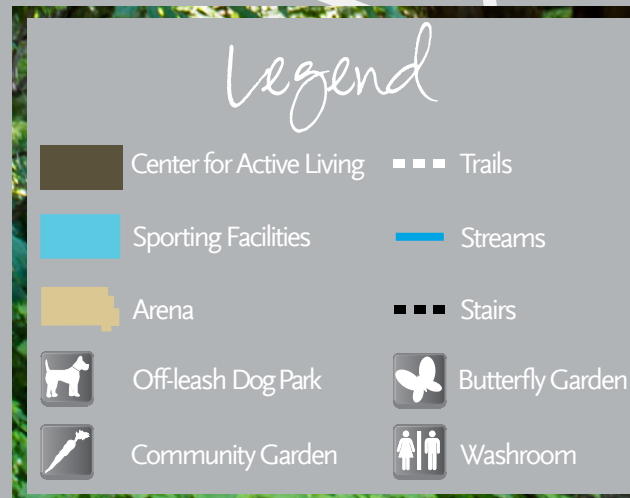 Legend
Center for Active Living
Trails
Sporting Facilities
Streams
Arena
Stairs
Off-leash Dog Park
Butterfly Garden
Community Garden
Washroom